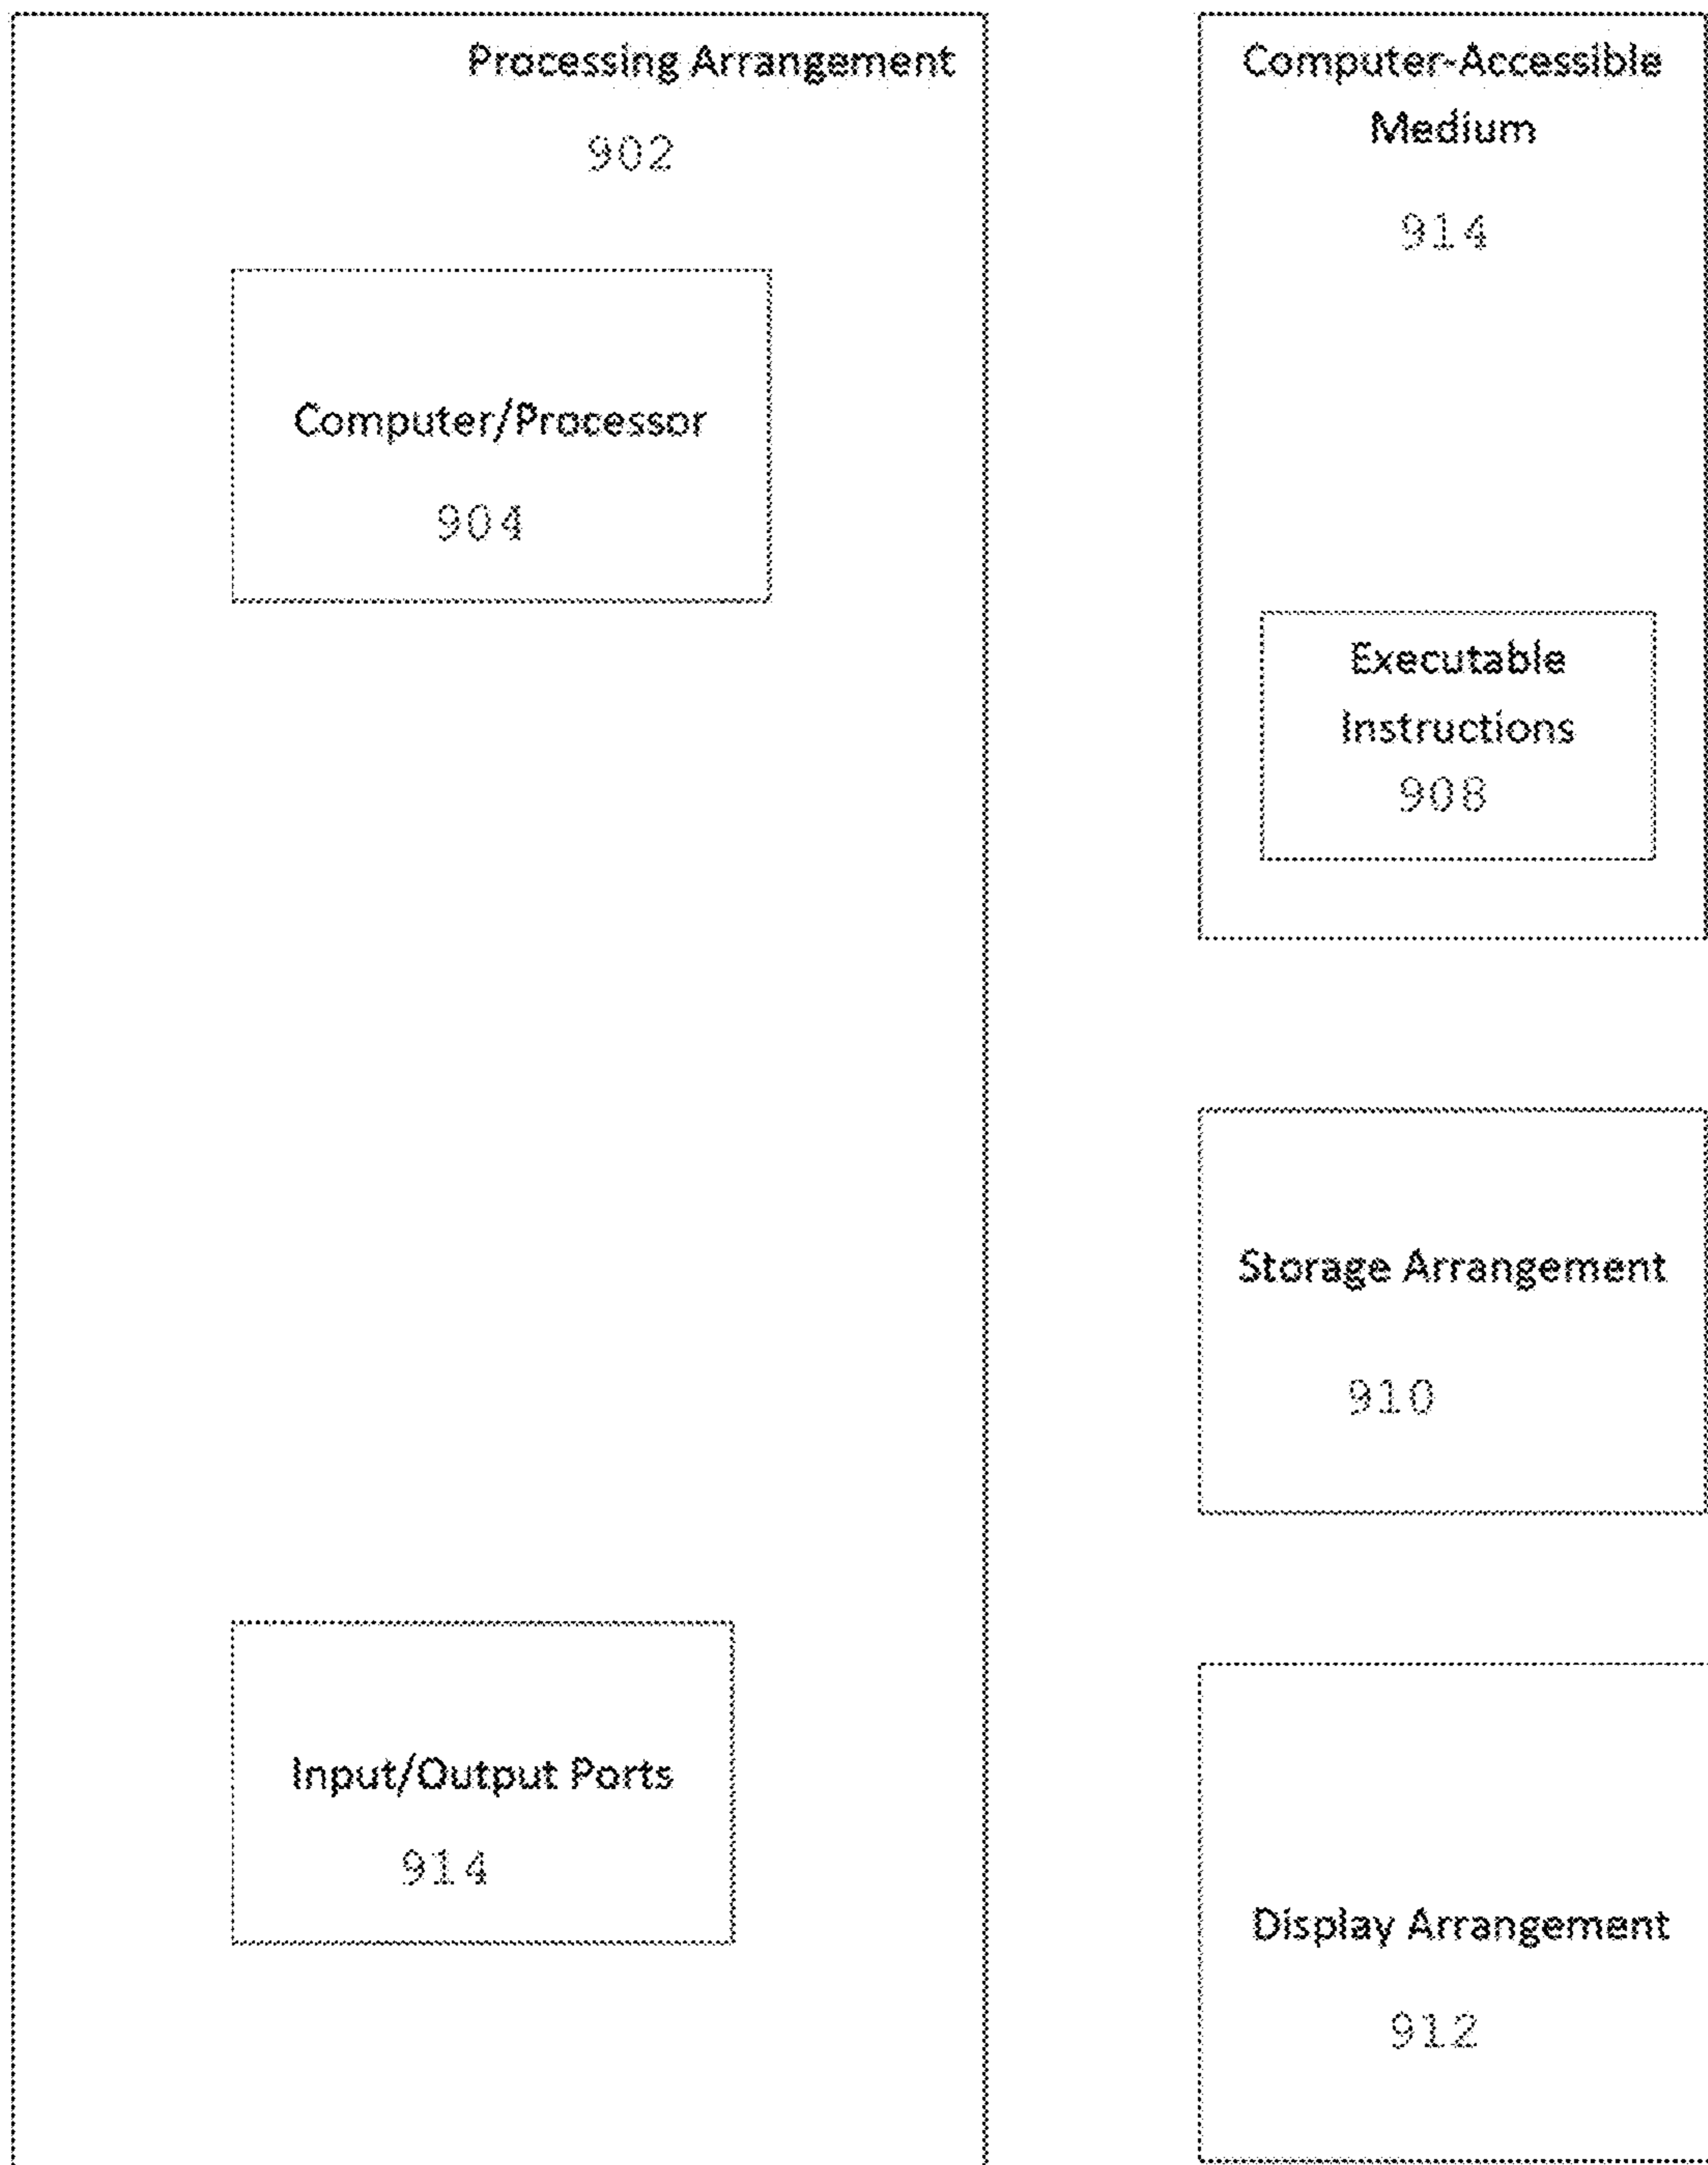 Processing Arrangement
902
Computer/Processor
904
Input/Output Ports
914
Computer-Accessible
Medium
914
Executable
Instructions
908
Storage Arrangement
910
Display Arrangement
912